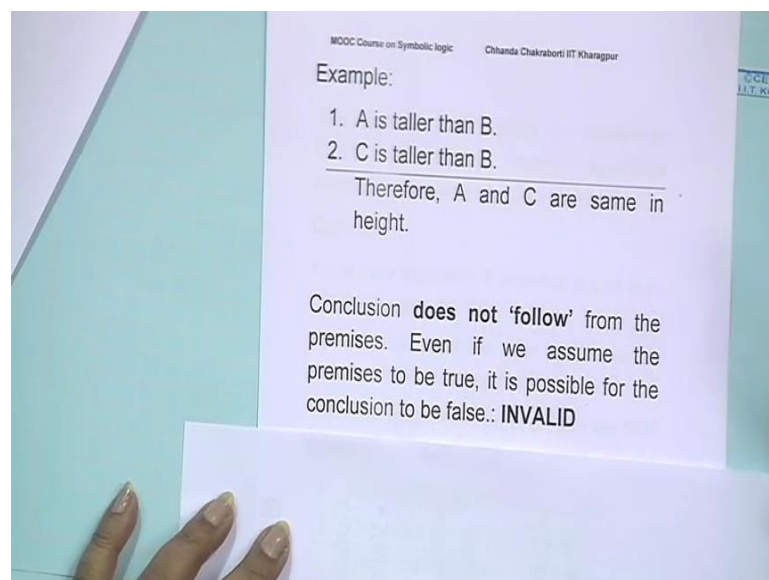 MOOC Course on Symbolic logic Chhanda Chakraborti IIT Kharagpur
Example:
1. A is taller than B.
2. C is taller than B.
Therefore, A and C are same in
height.
Conclusion does not ‘follow’ from the
premises. Even if we assume the
premises to be true, it is possible for the
conclusion to be false.: INVALID
©CE
I.I.T. K